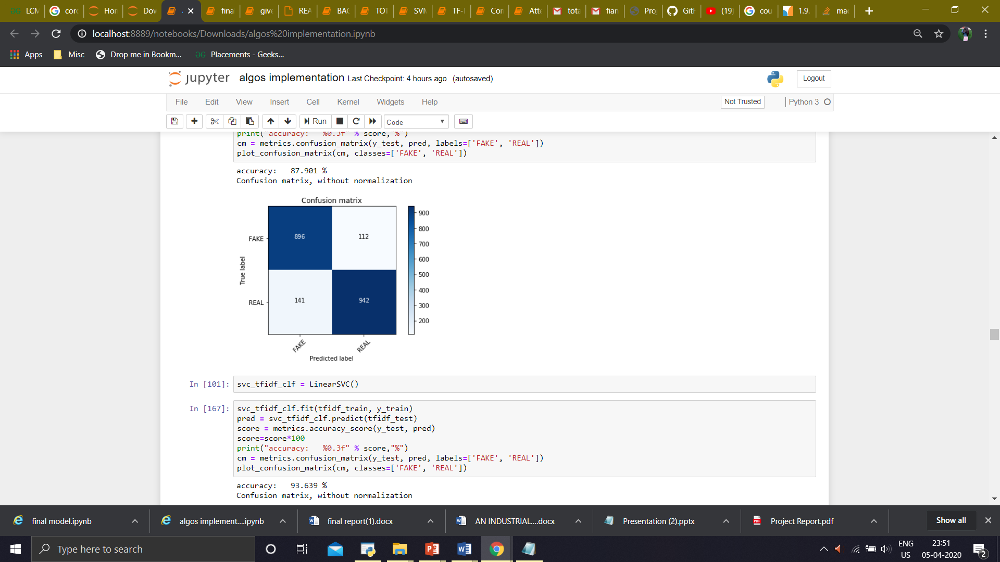 LCM
coro
Hor
Dov
fina
give
REA
BAG
TOT
SVM
TF-
Cor
Atte
tota
fian
Proj
Gith
(19)
cou
1.9.
mac
localhost:8889/notebooks/Downloads/algos%20implementation.ipynb
Apps
Misc
Drop me in Bookm...
Placements - Geeks...
jupyter
algos implementation Last Checkpoint: 4 hours ago (autosaved)
Logout
File Edit View Insert Cell Kernel Widgets Help
Not Trusted
Python 3
Run
Code
print("accuracy:   %0.3f" % score,"%")
cm = metrics.confusion_matrix(y_test, pred, labels=['FAKE', 'REAL'])
plot_confusion_matrix(cm, classes=['FAKE', 'REAL'])
accuracy:   87.901 %
Confusion matrix, without normalization
Confusion matrix
FAKE
896
112
REAL
141
942
True label
FAKE
REAL
Predicted label
900
800
700
600
500
400
300
200
In [101]: svc_tfidf_clf = LinearSVC()
In [167]: svc_tfidf_clf.fit(tfidf_train, y_train)
pred = svc_tfidf_clf.predict(tfidf_test)
score = metrics.accuracy_score(y_test, pred)
score=score*100
print("accuracy:   %0.3f" % score,"%")
cm = metrics.confusion_matrix(y_test, pred, labels=['FAKE', 'REAL'])
plot_confusion_matrix(cm, classes=['FAKE', 'REAL'])
accuracy:   93.639 %
Confusion matrix, without normalization
final model.ipynb
algos implement....ipynb
final report(1).docx
AN INDUSTRIAL....docx
Presentation (2).pptx
Project Report.pdf
Show all
Type here to search
ENG
US
23:51
05-04-2020
2